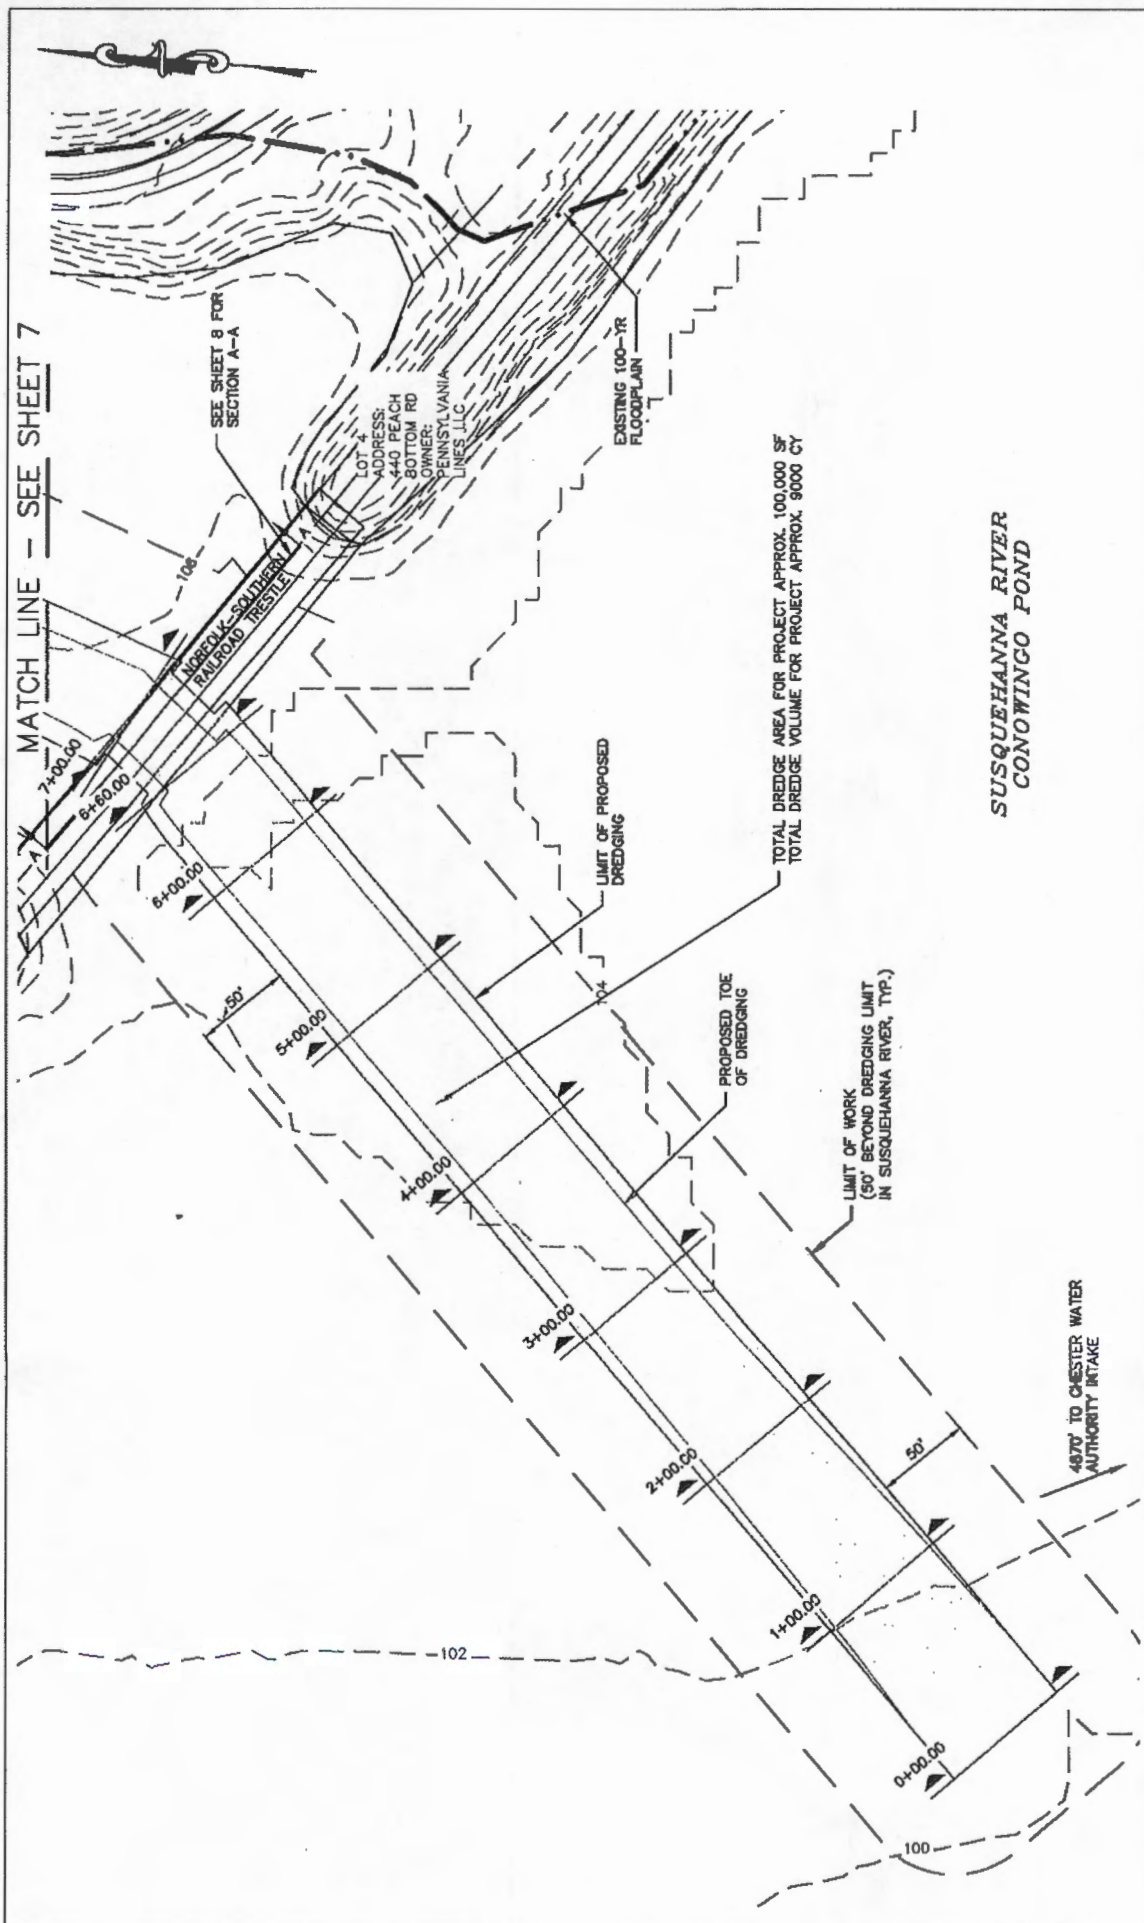 MATCH LINE – SEE SHEET 7
SEE SHEET 8 FOR
SECTION A–A
106
NORFOLK–SOUTHERN
RAILROAD TRESTLE
A
A
LOT 4
ADDRESS:
440 PEACH
BOTTOM RD
OWNER:
PENNSYLVANIA
LINES LLC
EXISTING 100–YR
FLOODPLAIN
7+00.00
6+60.00
6+00.00
5+00.00
4+00.00
3+00.00
2+00.00
1+00.00
0+00.00
50'
LIMIT OF PROPOSED
DREDGING
104
TOTAL DREDGE AREA FOR PROJECT APPROX. 100,000 SF
TOTAL DREDGE VOLUME FOR PROJECT APPROX. 9000 CY
PROPOSED TOE
OF DREDGING
LIMIT OF WORK
(50' BEYOND DREDGING LIMIT
IN SUSQUEHANNA RIVER, TYP.)
50'
4870' TO CHESTER WATER
AUTHORITY INTAKE
102
100
SUSQUEHANNA RIVER
CONOWINGO POND